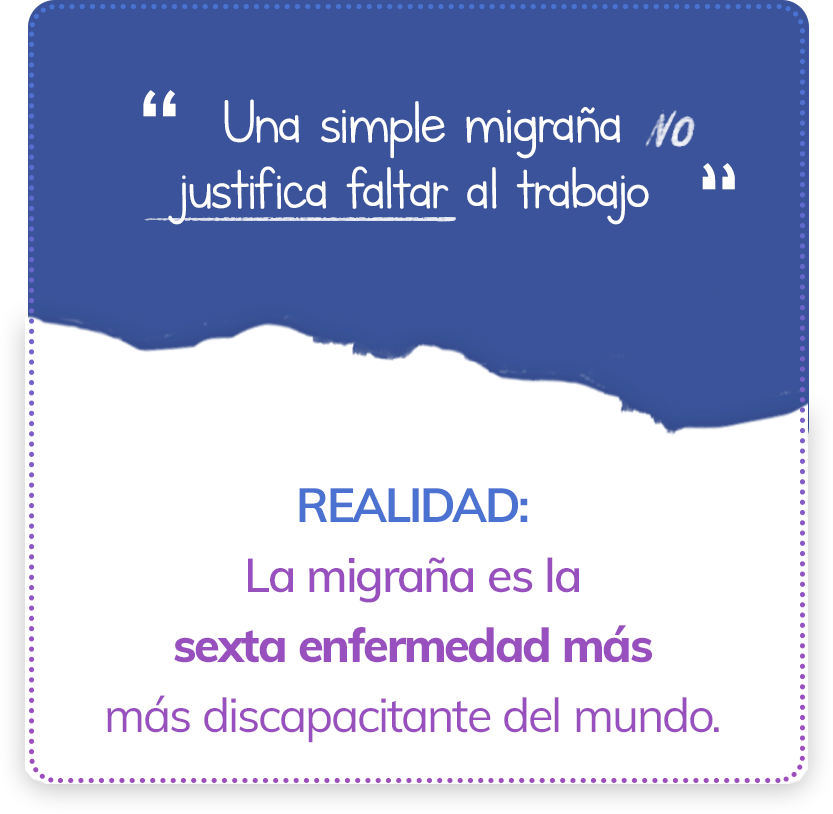 “ Una simple migraña NO
justifica faltar al trabajo ”
REALIDAD:
La migraña es la
sexta enfermedad más
más discapacitante del mundo.